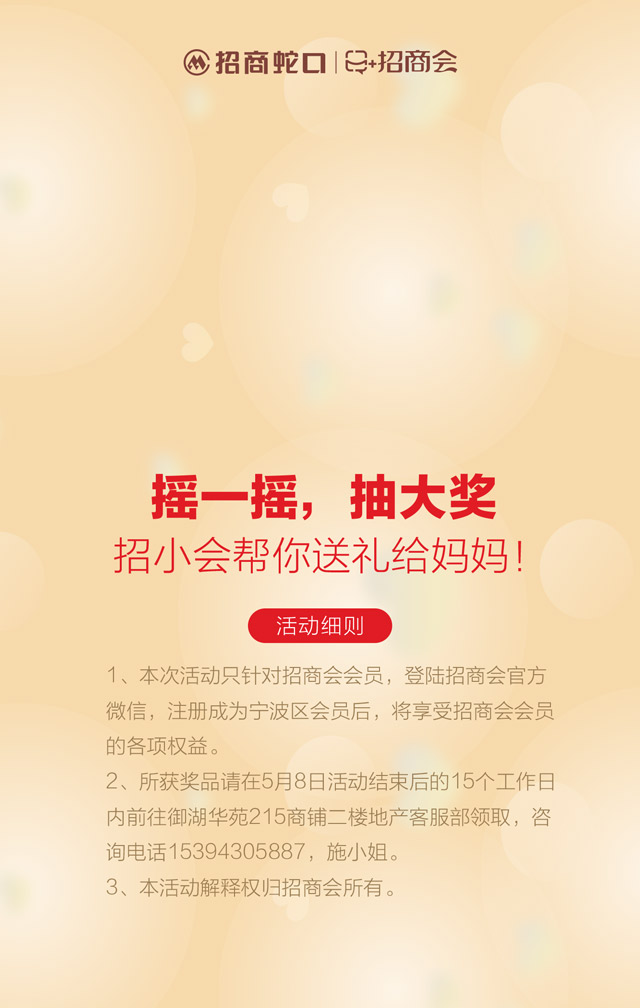 招商蛇口 | 招商会
摇一摇，抽大奖
招小会帮你送礼给妈妈！
活动细则
1、本次活动只针对招商会会员，登陆招商会官方
微信，注册成为宁波区会员后，将享受招商会会员
的各项权益。
2、所获奖品请在5月8日活动结束后的15个工作日
内前往御湖华苑215商铺二楼地产客服部领取，咨
询电话15394305887，施小姐。
3、本活动解释权归招商会所有。